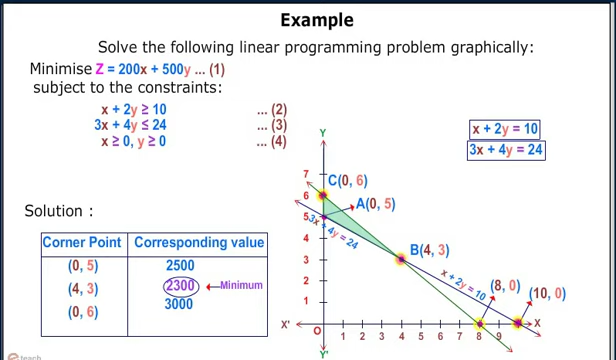 Example
Solve the following linear programming problem graphically:
Minimise Z = 200x + 500y ... (1)
subject to the constraints:
x + 2y ≥ 10 ... (2)
3x + 4y ≤ 24 ... (3)
x ≥ 0, y ≥ 0 ... (4)
x + 2y = 10
3x + 4y = 24
Solution :
Corner Point Corresponding value
(0, 5) 2500
(4, 3) 2300 Minimum
(0, 6) 3000
Y
7
6
5
4
3
2
1
C(0, 6)
A(0, 5)
3x + 4y = 24
B(4, 3)
x + 2y = 10
(8, 0)
(10, 0)
X' O 1 2 3 4 5 6 7 8 9 X
Y'
eteach